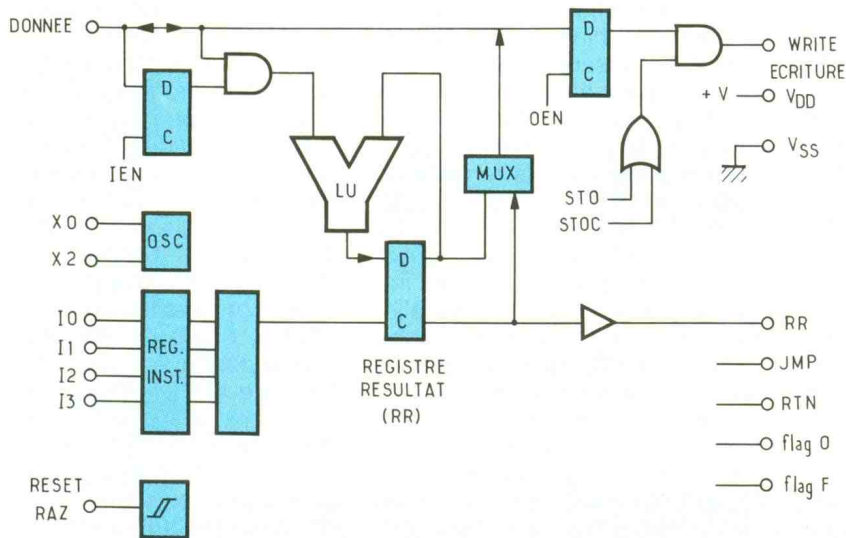 DONNEE
D
C
IEN
LU
MUX
D
C
OEN
STO
STOC
WRITE
ECRITURE
+ V
VDD
VSS
X0
X2
OSC
I0
I1
I2
I3
REG.
INST.
D
C
REGISTRE
RESULTAT
(RR)
RR
JMP
RTN
flag O
flag F
RESET
RAZ